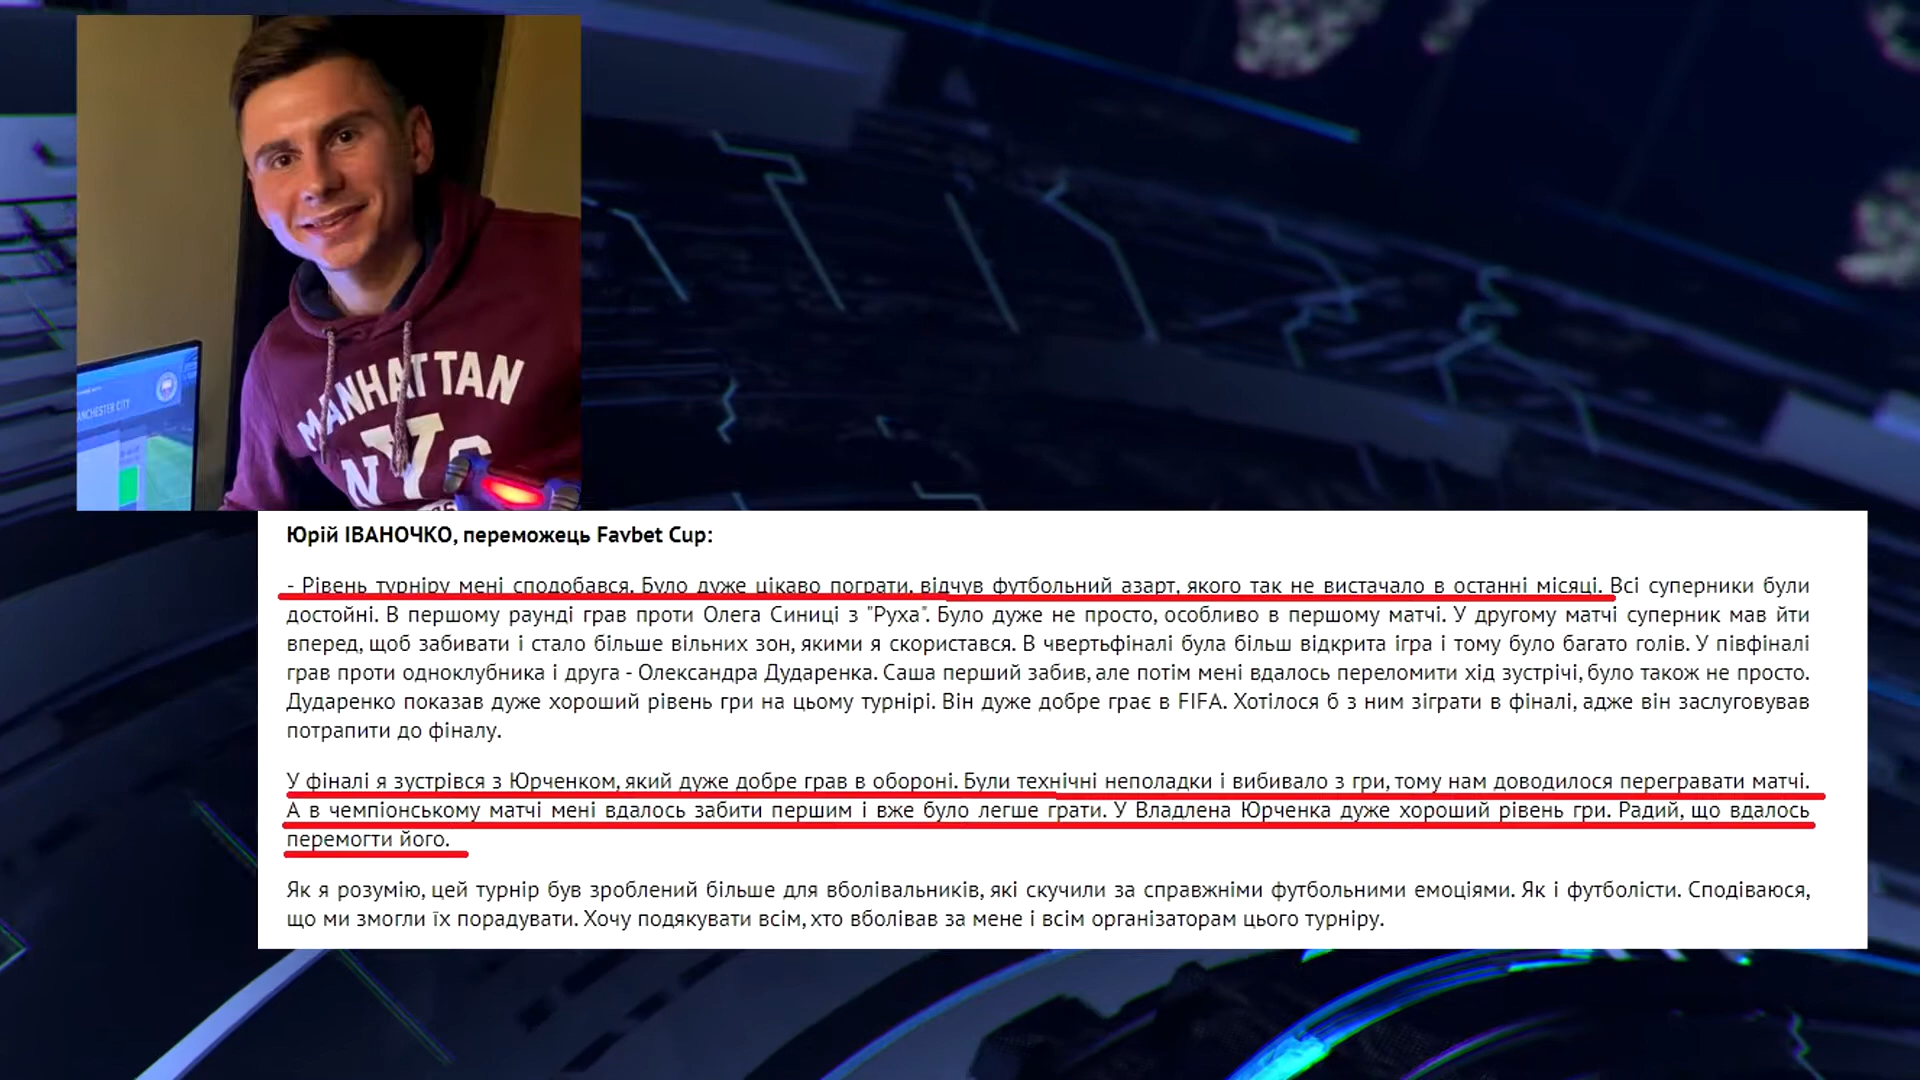 ANCHESTER CITY
MANHATTAN
NYC
Юрій ІВАНОЧКО, переможець Favbet Cup:
- Рівень турніру мені сподобався. Було дуже цікаво пограти, відчув футбольний азарт, якого так не вистачало в останні місяці. Всі суперники були
достойні. В першому раунді грав проти Олега Синиці з "Руха". Було дуже не просто, особливо в першому матчі. У другому матчі суперник мав йти
вперед, щоб забивати і стало більше вільних зон, якими я скористався. В чвертьфіналі була більш відкрита ігра і тому було багато голів. У півфіналі
грав проти одноклубника і друга - Олександра Дударенка. Саша перший забив, але потім мені вдалось переломити хід зустрічі, було також не просто.
Дударенко показав дуже хороший рівень гри на цьому турнірі. Він дуже добре грає в FIFA. Хотілося б з ним зіграти в фіналі, адже він заслуговував
потрапити до фіналу.
У фіналі я зустрівся з Юрченком, який дуже добре грав в обороні. Були технічні неполадки і вибивало з гри, тому нам доводилося перегравати матчі.
А в чемпіонському матчі мені вдалось забити першим і вже було легше грати. У Владлена Юрченка дуже хороший рівень гри. Радий, що вдалось
перемогти його.
Як я розумію, цей турнір був зроблений більше для вболівальників, які скучили за справжніми футбольними емоціями. Як і футболісти. Сподіваюся,
що ми змогли їх порадувати. Хочу подякувати всім, хто вболівав за мене і всім організаторам цього турніру.